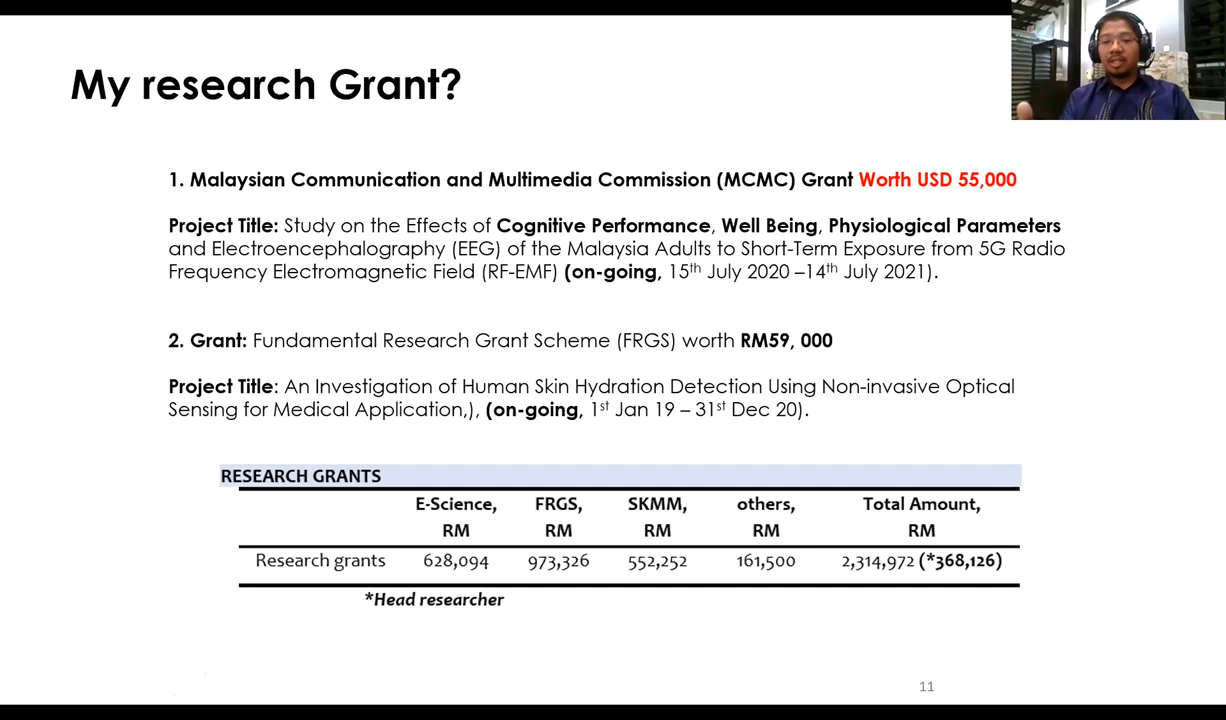 My research Grant?
1. Malaysian Communication and Multimedia Commission (MCMC) Grant Worth USD 55,000
Project Title: Study on the Effects of Cognitive Performance, Well Being, Physiological Parameters
and Electroencephalography (EEG) of the Malaysia Adults to Short-Term Exposure from 5G Radio
Frequency Electromagnetic Field (RF-EMF) (on-going, 15th July 2020 –14th July 2021).
2. Grant: Fundamental Research Grant Scheme (FRGS) worth RM59, 000
Project Title: An Investigation of Human Skin Hydration Detection Using Non-invasive Optical
Sensing for Medical Application,), (on-going, 1st Jan 19 – 31st Dec 20).
RESEARCH GRANTS
E-Science, FRGS, SKMM, others, Total Amount,
RM RM RM RM RM
Research grants 628,094 973,326 552,252 161,500 2,314,972 (*368,126)
*Head researcher
11